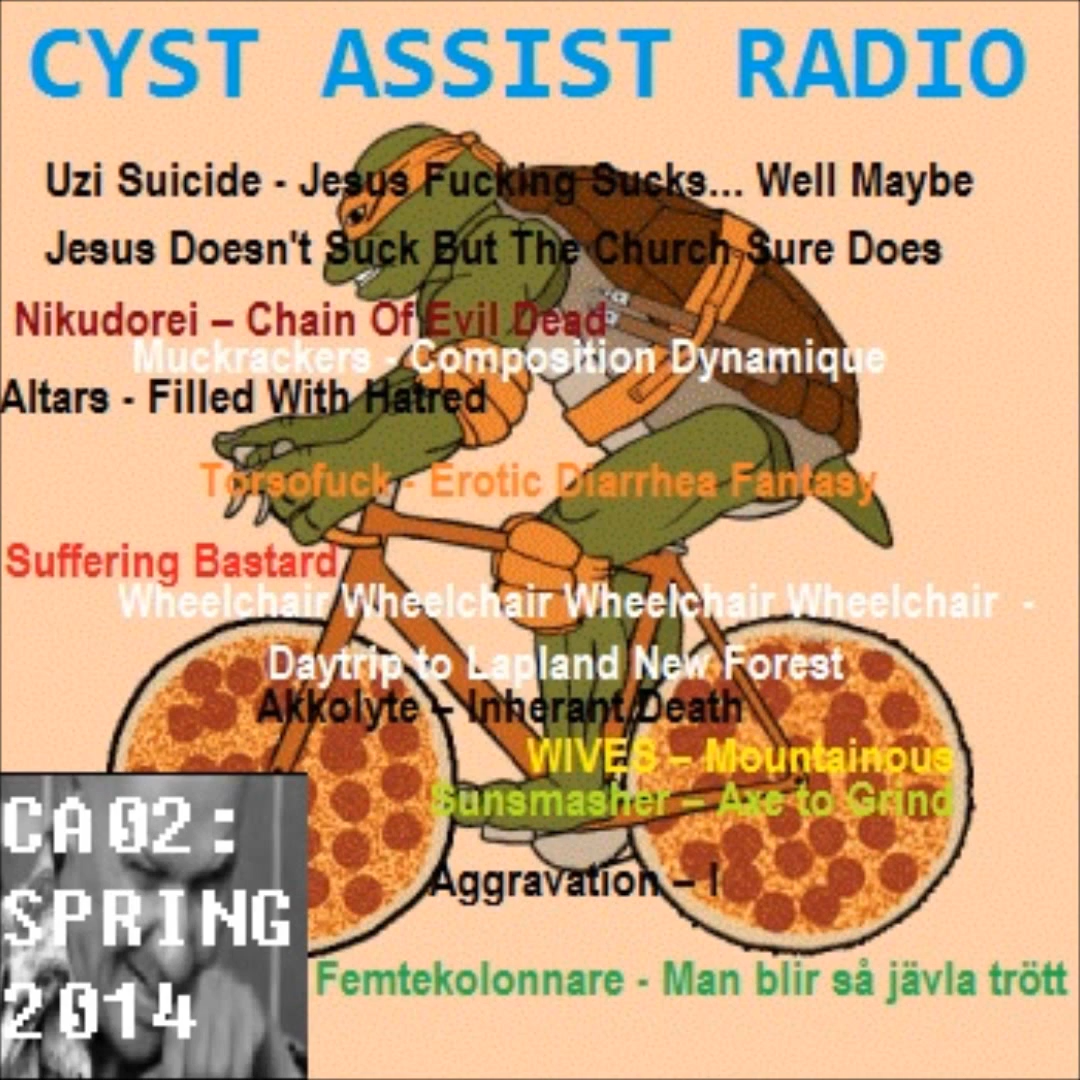 CYST ASSIST RADIO
Uzi Suicide - Jesus Fucking Sucks... Well Maybe
Jesus Doesn't Suck But The Church Sure Does
Nikudorei – Chain Of Evil Dead
Muckrackers - Composition Dynamique
Altars - Filled With Hatred
Torsofuck - Erotic Diarrhea Fantasy
Suffering Bastard
Wheelchair Wheelchair Wheelchair Wheelchair -
Daytrip to Lapland New Forest
Akkolyte – Inherant Death
WIVES – Mountainous
Sunsmasher – Axe to Grind
Aggravation – I
Femtekolonnare - Man blir så jävla trött
CA02:
SPRING
2014